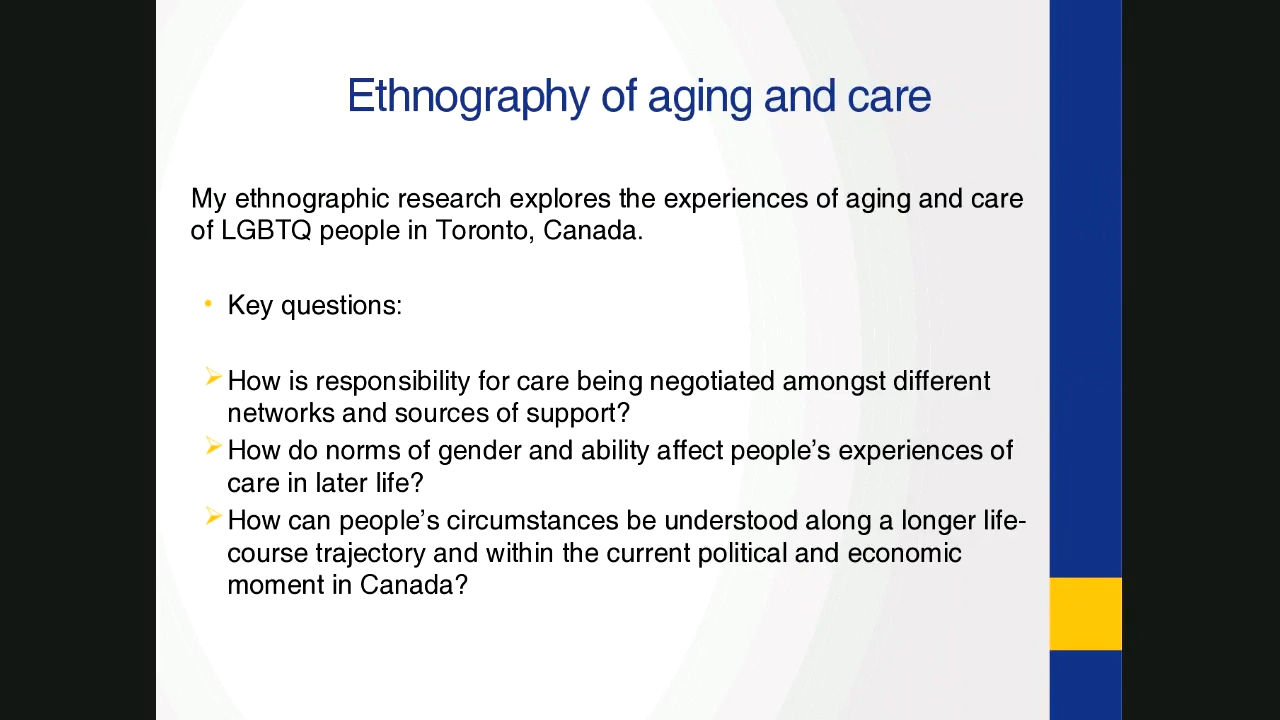 Ethnography of aging and care
My ethnographic research explores the experiences of aging and care
of LGBTQ people in Toronto, Canada.
• Key questions:
➢ How is responsibility for care being negotiated amongst different
networks and sources of support?
➢ How do norms of gender and ability affect people’s experiences of
care in later life?
➢ How can people’s circumstances be understood along a longer life-
course trajectory and within the current political and economic
moment in Canada?